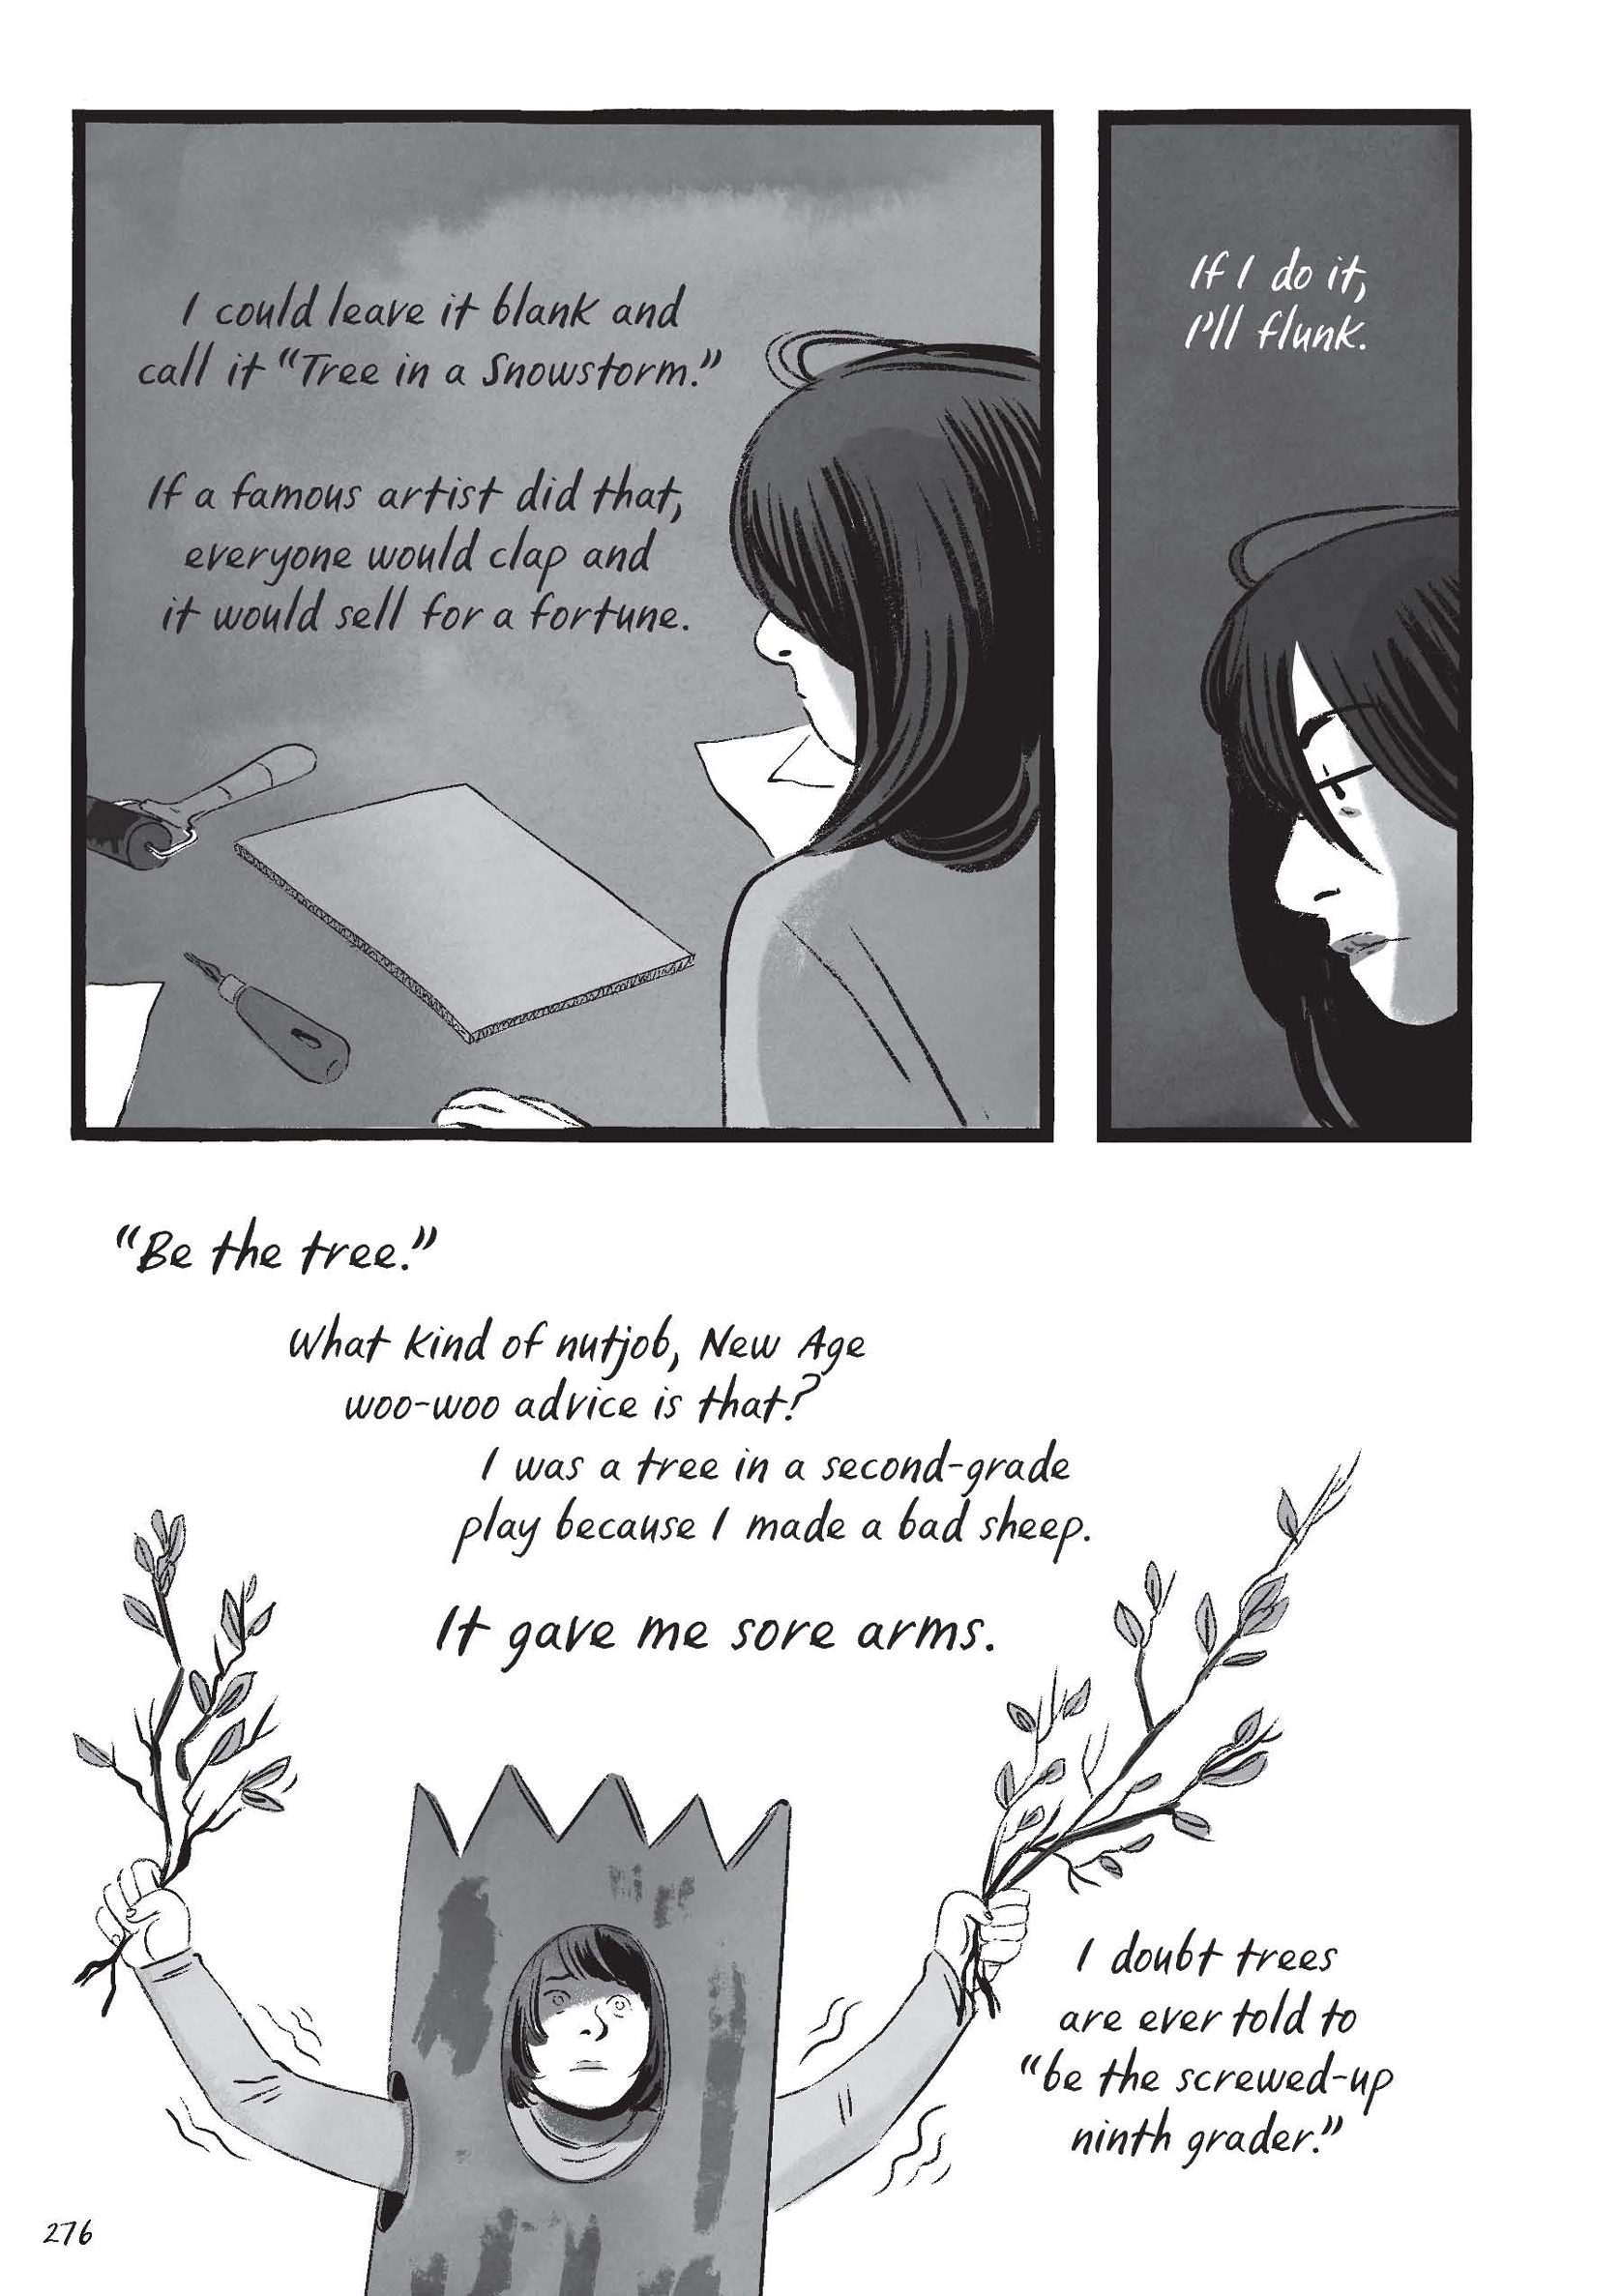 I could leave it blank and
call it “Tree in a Snowstorm.”
If a famous artist did that,
everyone would clap and
it would sell for a fortune.
If I do it,
I’ll flunk.
“Be the tree.”
What kind of nutjob, New Age
woo-woo advice is that?
I was a tree in a second-grade
play because I made a bad sheep.
It gave me sore arms.
I doubt trees
are ever told to
“be the screwed-up
ninth grader.”
276